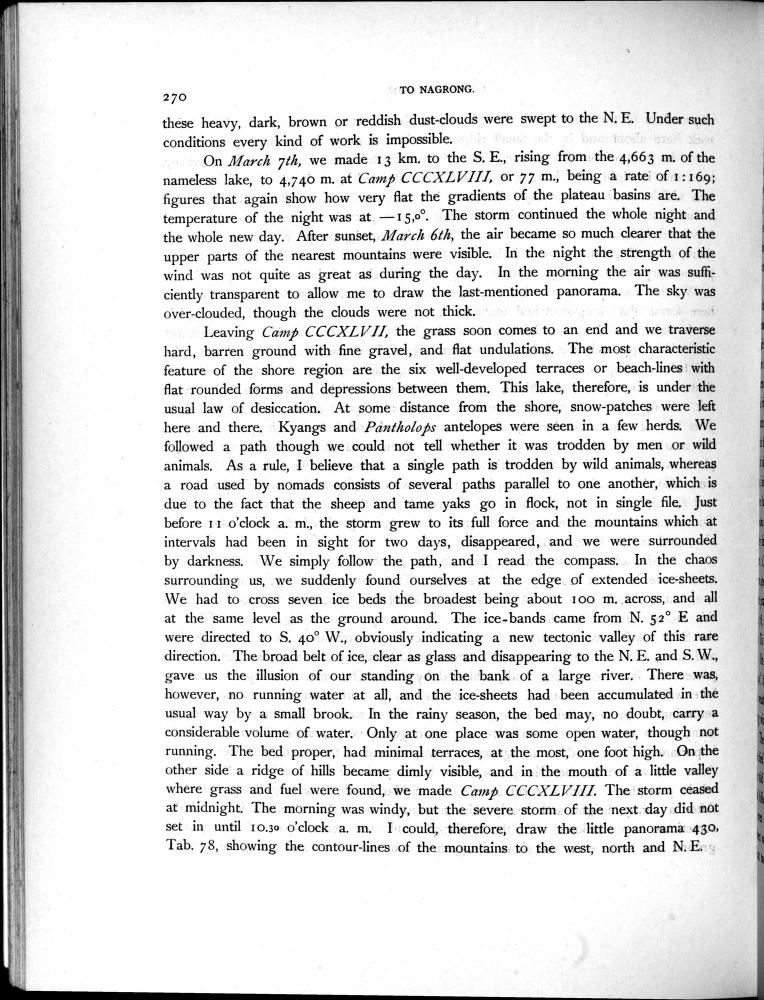 270
TO NAGRONG.
these heavy, dark, brown or reddish dust-clouds were swept to the N. E. Under such
conditions every kind of work is impossible.
On March 7th, we made 13 km. to the S. E., rising from the 4,663 m. of the
nameless lake, to 4,740 m. at Camp CCCXLVIII, or 77 m., being a rate of 1:169;
figures that again show how very flat the gradients of the plateau basins are. The
temperature of the night was at —15,0°. The storm continued the whole night and
the whole new day. After sunset, March 6th, the air became so much clearer that the
upper parts of the nearest mountains were visible. In the night the strength of the
wind was not quite as great as during the day. In the morning the air was suffi-
ciently transparent to allow me to draw the last-mentioned panorama. The sky was
over-clouded, though the clouds were not thick.
Leaving Camp CCCXLVII, the grass soon comes to an end and we traverse
hard, barren ground with fine gravel, and flat undulations. The most characteristic
feature of the shore region are the six well-developed terraces or beach-lines with
flat rounded forms and depressions between them. This lake, therefore, is under the
usual law of desiccation. At some distance from the shore, snow-patches were left
here and there. Kyangs and Pantholops antelopes were seen in a few herds. We
followed a path though we could not tell whether it was trodden by men or wild
animals. As a rule, I believe that a single path is trodden by wild animals, whereas
a road used by nomads consists of several paths parallel to one another, which is
due to the fact that the sheep and tame yaks go in flock, not in single file. Just
before 11 o'clock a. m., the storm grew to its full force and the mountains which at
intervals had been in sight for two days, disappeared, and we were surrounded
by darkness. We simply follow the path, and I read the compass. In the chaos
surrounding us, we suddenly found ourselves at the edge of extended ice-sheets.
We had to cross seven ice beds the broadest being about 100 m. across, and all
at the same level as the ground around. The ice-bands came from N. 52° E and
were directed to S. 40° W., obviously indicating a new tectonic valley of this rare
direction. The broad belt of ice, clear as glass and disappearing to the N. E. and S. W.,
gave us the illusion of our standing on the bank of a large river. There was,
however, no running water at all, and the ice-sheets had been accumulated in the
usual way by a small brook. In the rainy season, the bed may, no doubt, carry a
considerable volume of water. Only at one place was some open water, though not
running. The bed proper, had minimal terraces, at the most, one foot high. On the
other side a ridge of hills became dimly visible, and in the mouth of a little valley
where grass and fuel were found, we made Camp CCCXLVIII. The storm ceased
at midnight. The morning was windy, but the severe storm of the next day did not
set in until 10.30 o'clock a. m. I could, therefore, draw the little panorama 430,
Tab. 78, showing the contour-lines of the mountains to the west, north and N. E.